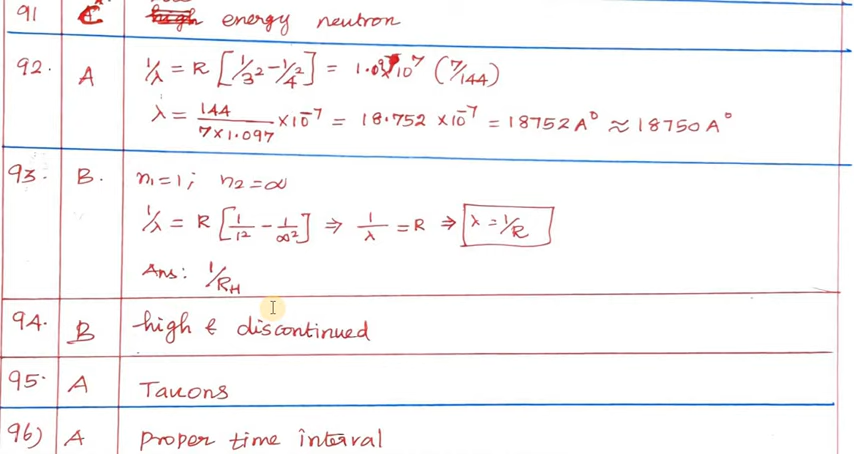 91 C energy neutron
92. A 1/λ = R [1/3² - 1/4²] = 1.097×10⁷ (7/144)
λ = 144/(7×1.097) ×10⁻⁷ = 18.752 ×10⁻⁷ = 18752 A° ≈ 18750 A°
93. B. n₁=1; n₂=∞
1/λ = R [1/1² - 1/∞²] ⇒ 1/λ = R ⇒ λ = 1/R
Ans: 1/R_H
94. B high & discontinued
95. A Tauons
96) A Proper time interval